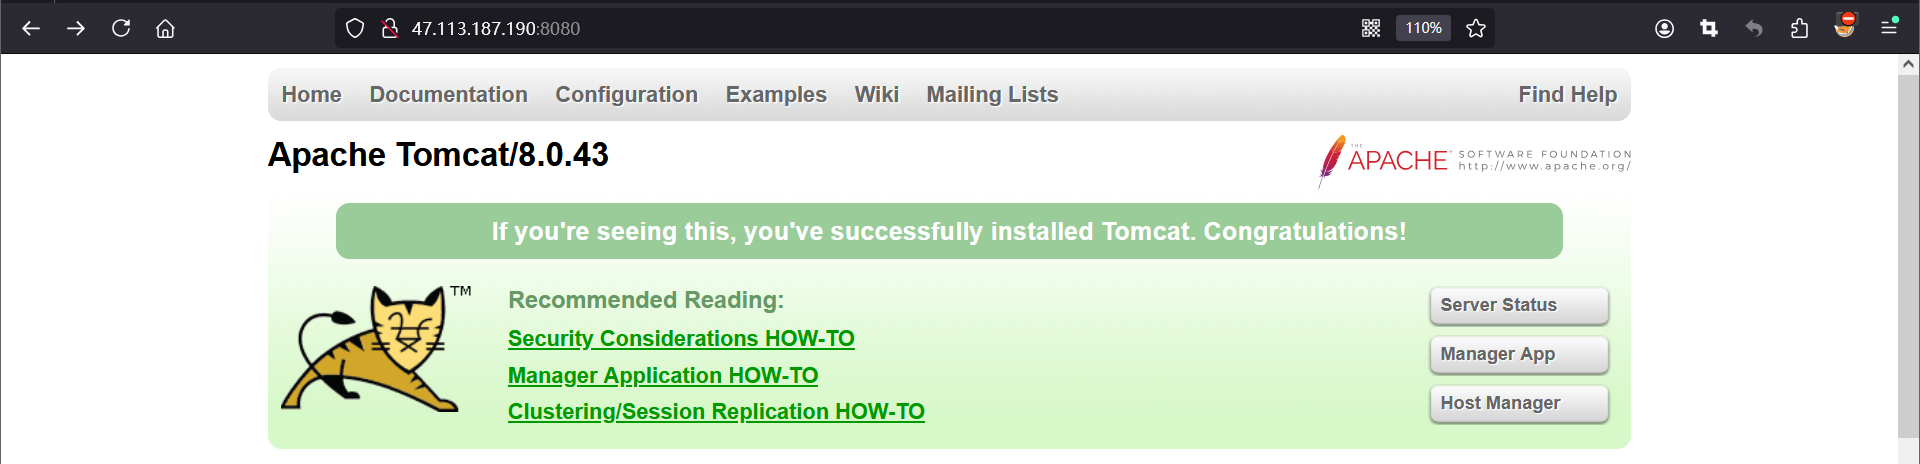 47.113.187.190:8080
110%
Home Documentation Configuration Examples Wiki Mailing Lists Find Help
Apache Tomcat/8.0.43
THE APACHE® SOFTWARE FOUNDATION
http://www.apache.org/
If you're seeing this, you've successfully installed Tomcat. Congratulations!
TM
Recommended Reading:
Security Considerations HOW-TO
Manager Application HOW-TO
Clustering/Session Replication HOW-TO
Server Status
Manager App
Host Manager